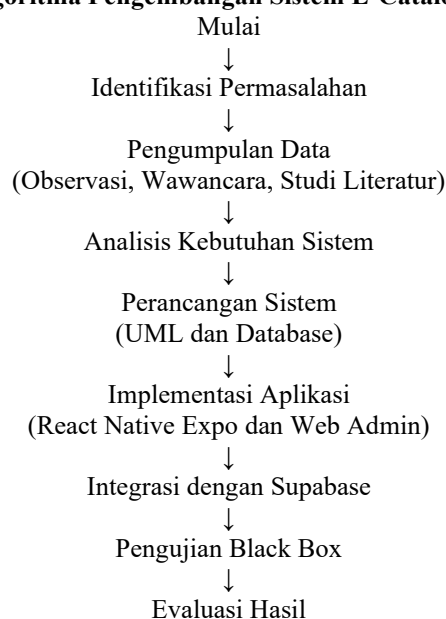 Pengembangan Sistem
Mulai
↓
Identifikasi Permasalahan
↓
Pengumpulan Data
(Observasi, Wawancara, Studi Literatur)
↓
Analisis Kebutuhan Sistem
↓
Perancangan Sistem
(UML dan Database)
↓
Implementasi Aplikasi
(React Native Expo dan Web Admin)
↓
Integrasi dengan Supabase
↓
Pengujian Black Box
↓
Evaluasi Hasil